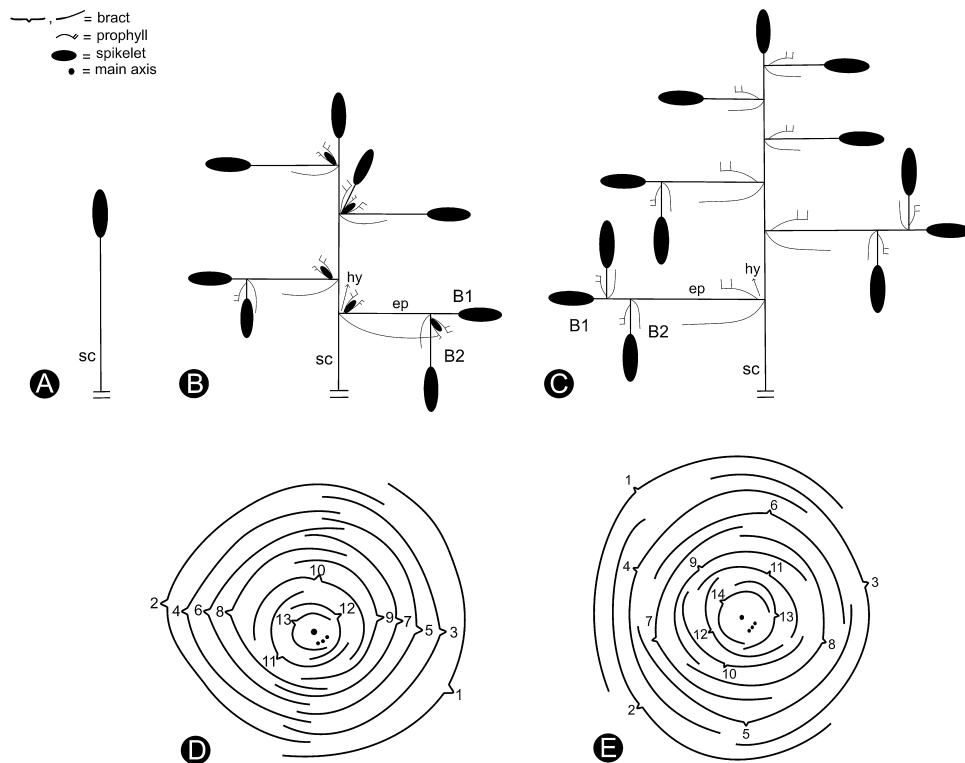 , = bract
= prophyll
= spikelet
= main axis
sc
A
hy
ep
B1
B2
sc
B
hy
ep
B1
B2
sc
C
10
12
13
2
4
6
8
9
7
5
3
11
1
D
1
6
9
11
4
3
14
7
13
12
8
10
2
5
E